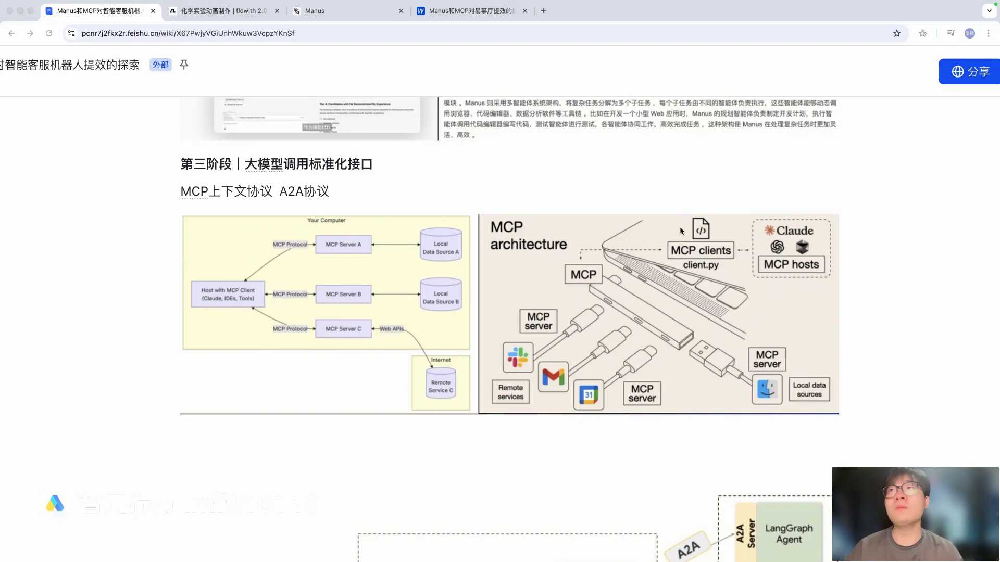 Manus和MCP对智能客服机器人
化学实验动画制作 | flowith 2.0
Manus
Manus和MCP对易事厅提效的
pcnr7j2fkx2r.feishu.cn/wiki/X67PwjyVGiUnhWkuw3VcpzYKnSf
对智能客服机器人提效的探索
外部
分享
Tier 4: Candidates with No Demonstrated RL Experience
模块 。Manus 则采用多智能体系统架构，将复杂任务分解为多个子任务 ，每个子任务由不同的智能体负责执行，这些智能体能够动态调
用浏览器、代码编辑器、数据分析软件等工具链 。比如在开发一个小型 Web 应用时，Manus 的规划智能体负责制定开发计划，执行智
能体调用代码编辑器编写代码，测试智能体进行测试，各智能体协同工作，高效完成任务 ，这种架构使 Manus 在处理复杂任务时更加灵
活、高效 。
第三阶段｜大模型调用标准化接口
MCP上下文协议 A2A协议
Your Computer
MCP Protocol
MCP Server A
Local
Data Source A
Host with MCP Client
(Claude, IDEs, Tools)
MCP Protocol
MCP Server B
Local
Data Source B
MCP Protocol
MCP Server C
Web APIs
Internet
Remote
Service C
MCP
architecture
MCP clients
client.py
Claude
MCP hosts
MCP
MCP
server
Remote
services
31
MCP
server
MCP
server
Local data
sources
A2A
A2A
Server
LangGraph
Agent